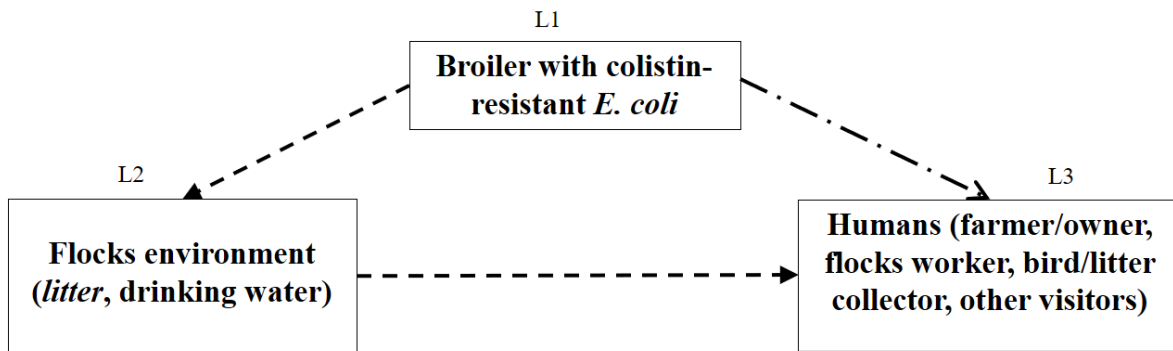 L1
Broiler with colistin-
resistant E. coli
L2
Flocks environment
(litter, drinking water)
L3
Humans (farmer/owner,
flocks worker, bird/litter
collector, other visitors)